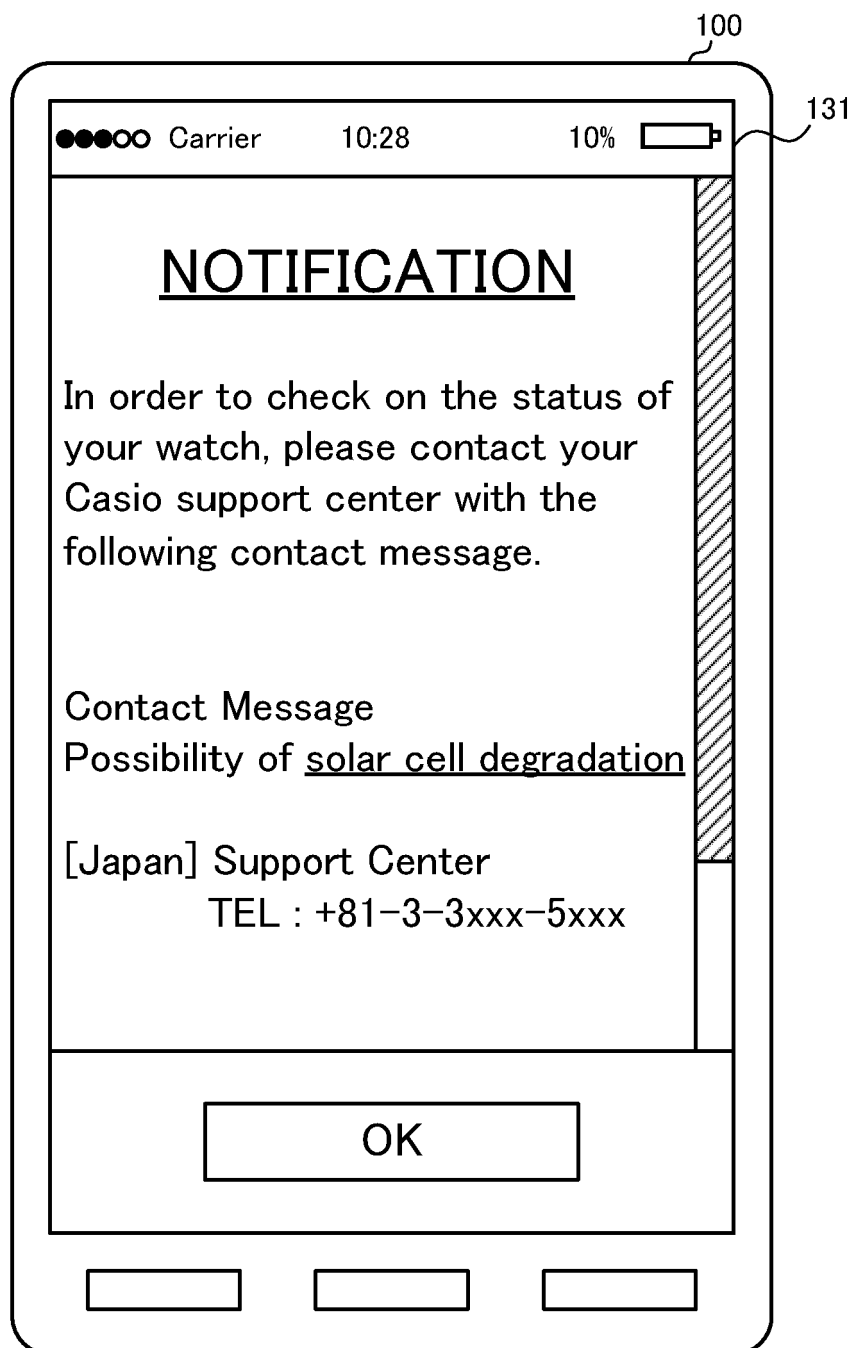 100
131
Carrier 10:28 10%
NOTIFICATION
In order to check on the status of
your watch, please contact your
Casio support center with the
following contact message.
Contact Message
Possibility of solar cell degradation
[Japan] Support Center
TEL : +81-3-3xxx-5xxx
OK